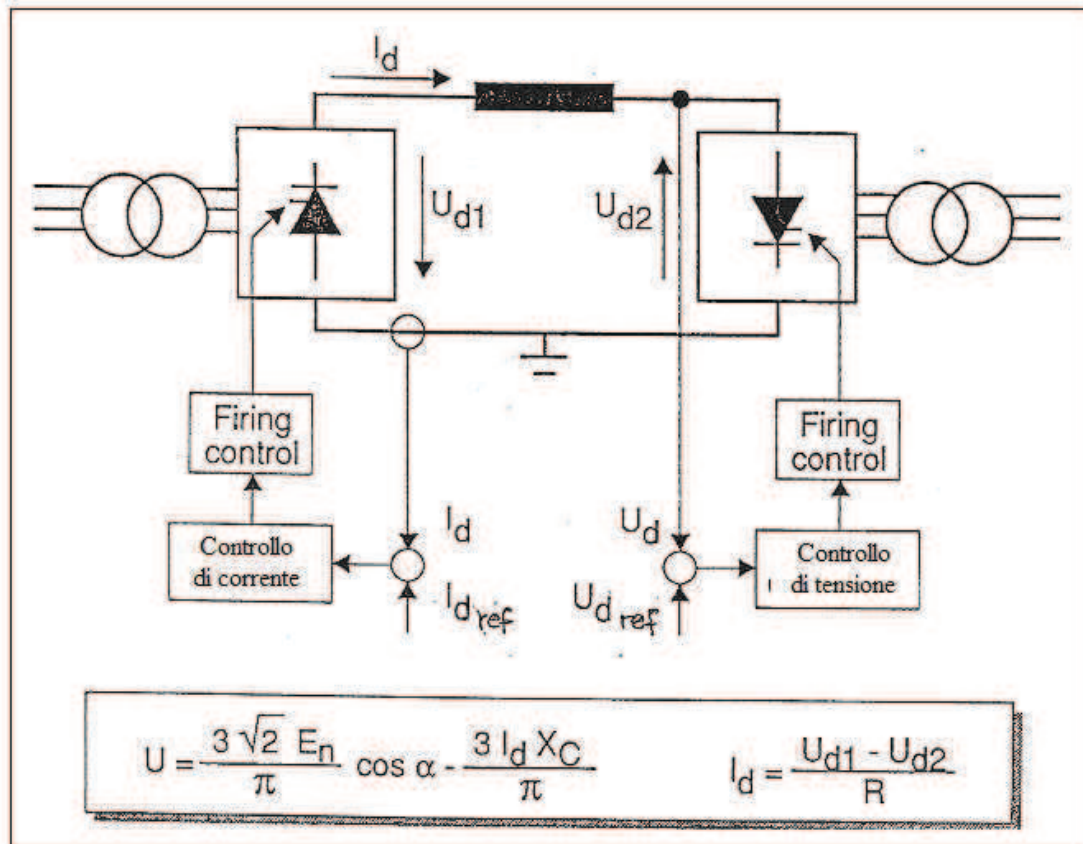 I_d
U_d1
U_d2
Firing
control
Firing
control
I_d
U_d
Controllo
di corrente
Controllo
di tensione
I_d ref
U_d ref
U = 3 √2 E_n / π cos α - 3 I_d X_C / π
I_d = U_d1 - U_d2 / R